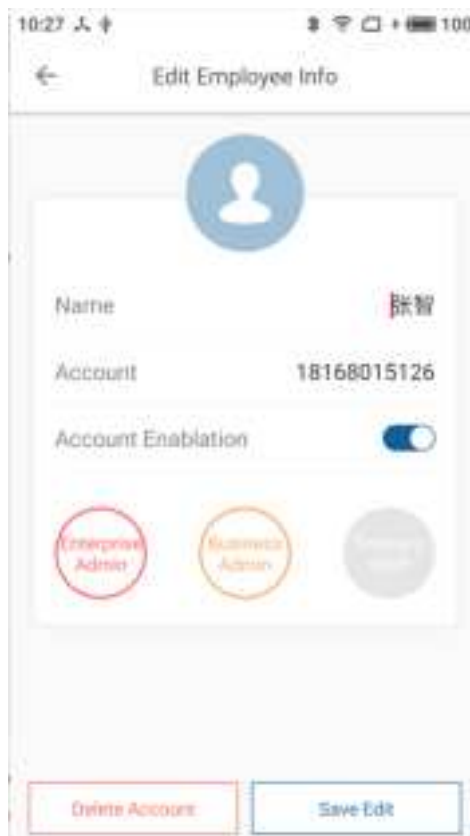 10:27
100
Edit Employee Info
Name
张智
Account
18168015126
Account Enablation
Enterprise
Admin
Business
Admin
Delete Account
Save Edit